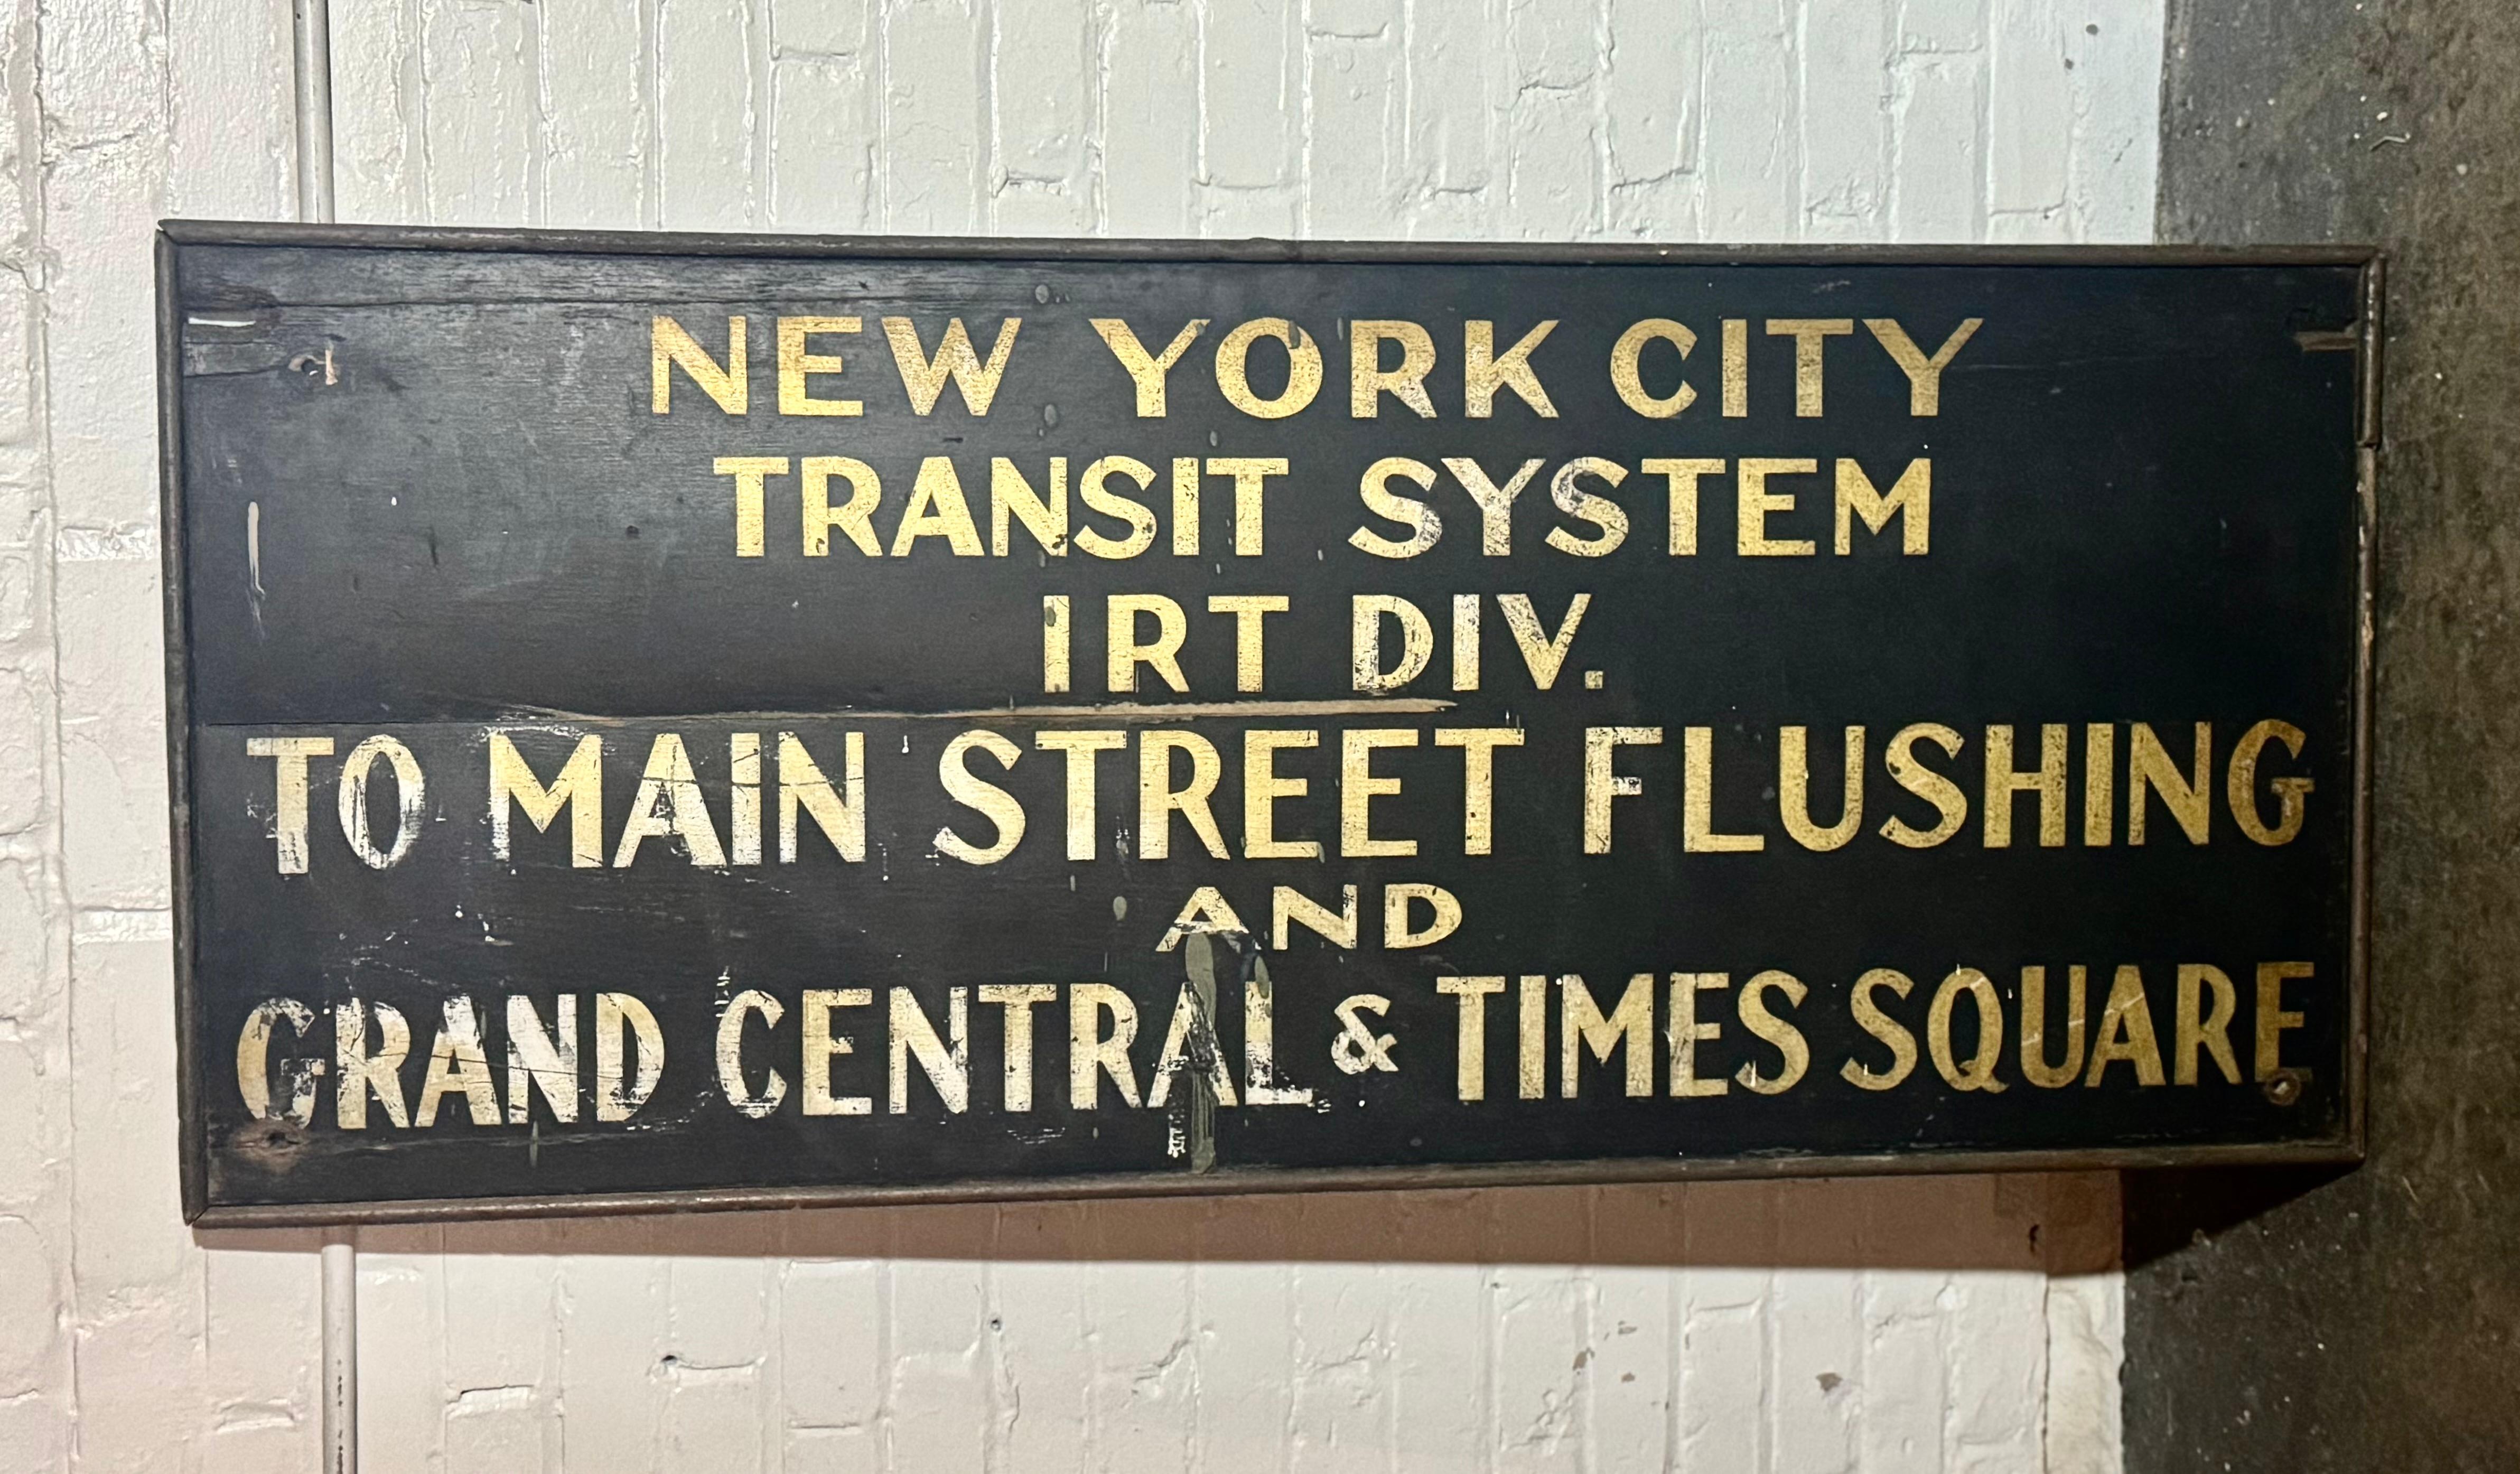 NEW YORK CITY
TRANSIT SYSTEM
IRT DIV.
TO MAIN STREET FLUSHING
AND
GRAND CENTRAL & TIMES SQUARE